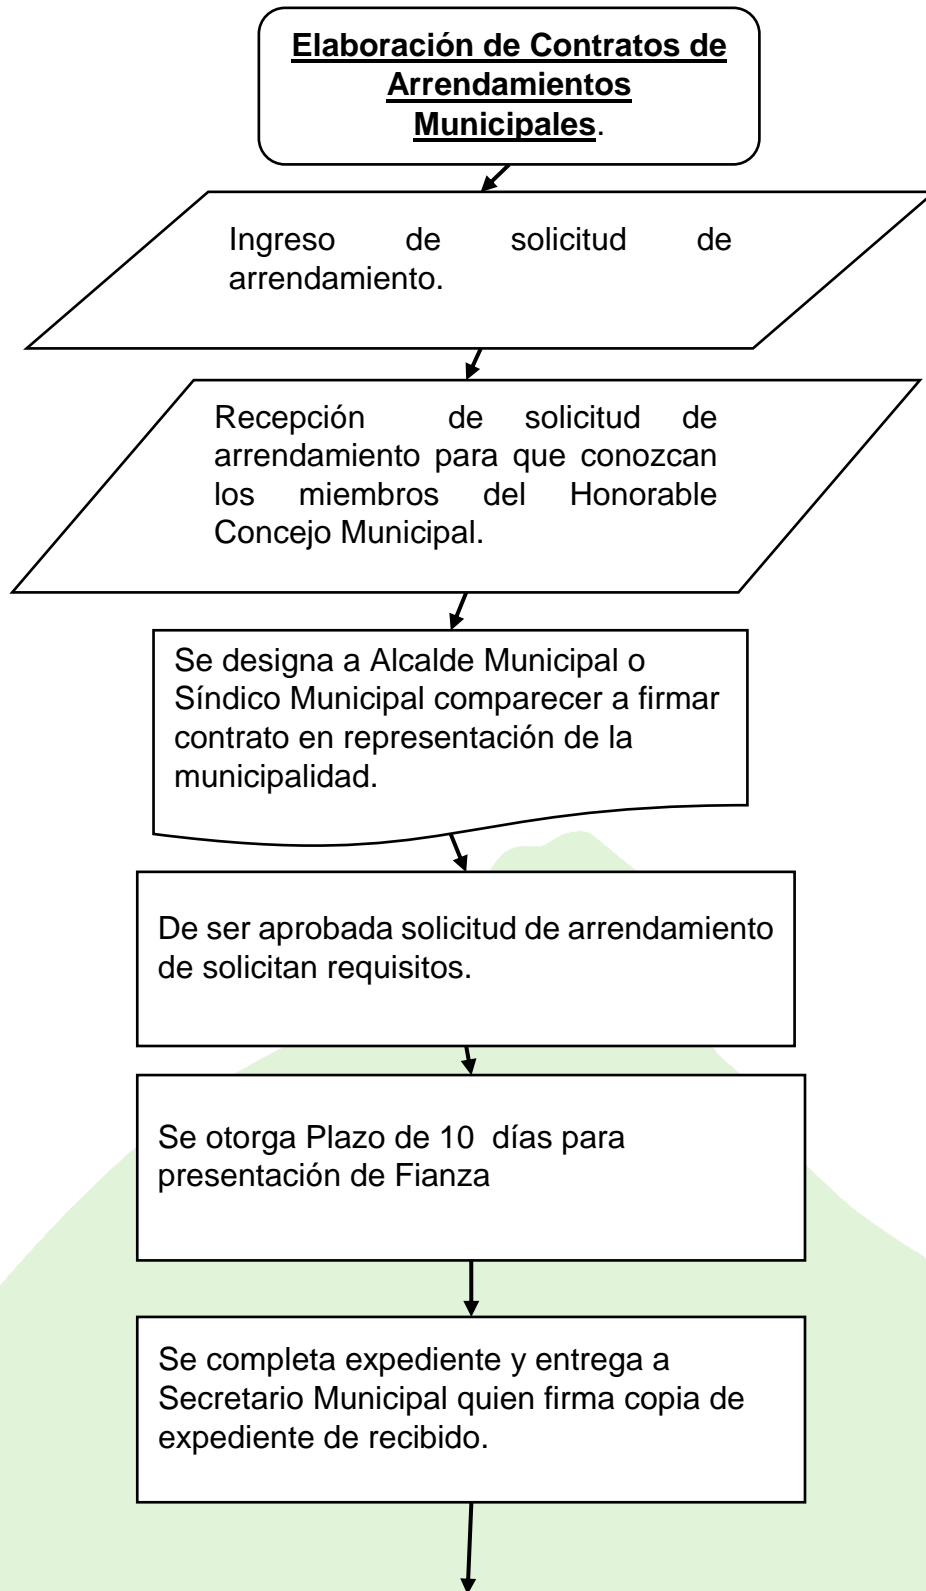 Elaboración de Contratos de
Arrendamientos
Municipales.
Ingreso de solicitud de
arrendamiento.
Recepción de solicitud de
arrendamiento para que conozcan
los miembros del Honorable
Concejo Municipal.
Se designa a Alcalde Municipal o
Síndico Municipal comparecer a firmar
contrato en representación de la
municipalidad.
De ser aprobada solicitud de arrendamiento
de solicitan requisitos.
Se otorga Plazo de 10 días para
presentación de Fianza
Se completa expediente y entrega a
Secretario Municipal quien firma copia de
expediente de recibido.